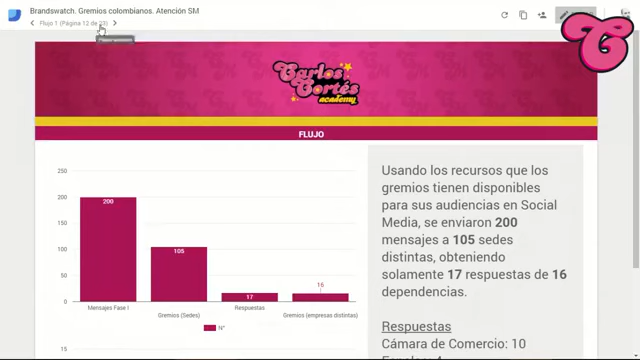 Brandswatch. Gremios colombianos. Atención SM
Flujo 1 (Página 12 de 23)
Carlos
Cortés
academy
FLUJO
250
200
150
100
50
0
200
105
17
16
Mensajes Fase I
Gremios (Sedes)
Respuestas
Gremios (empresas distintas)
N°
15
Usando los recursos que los
gremios tienen disponibles
para sus audiencias en Social
Media, se enviaron 200
mensajes a 105 sedes
distintas, obteniendo
solamente 17 respuestas de 16
dependencias.
Respuestas
Cámara de Comercio: 10